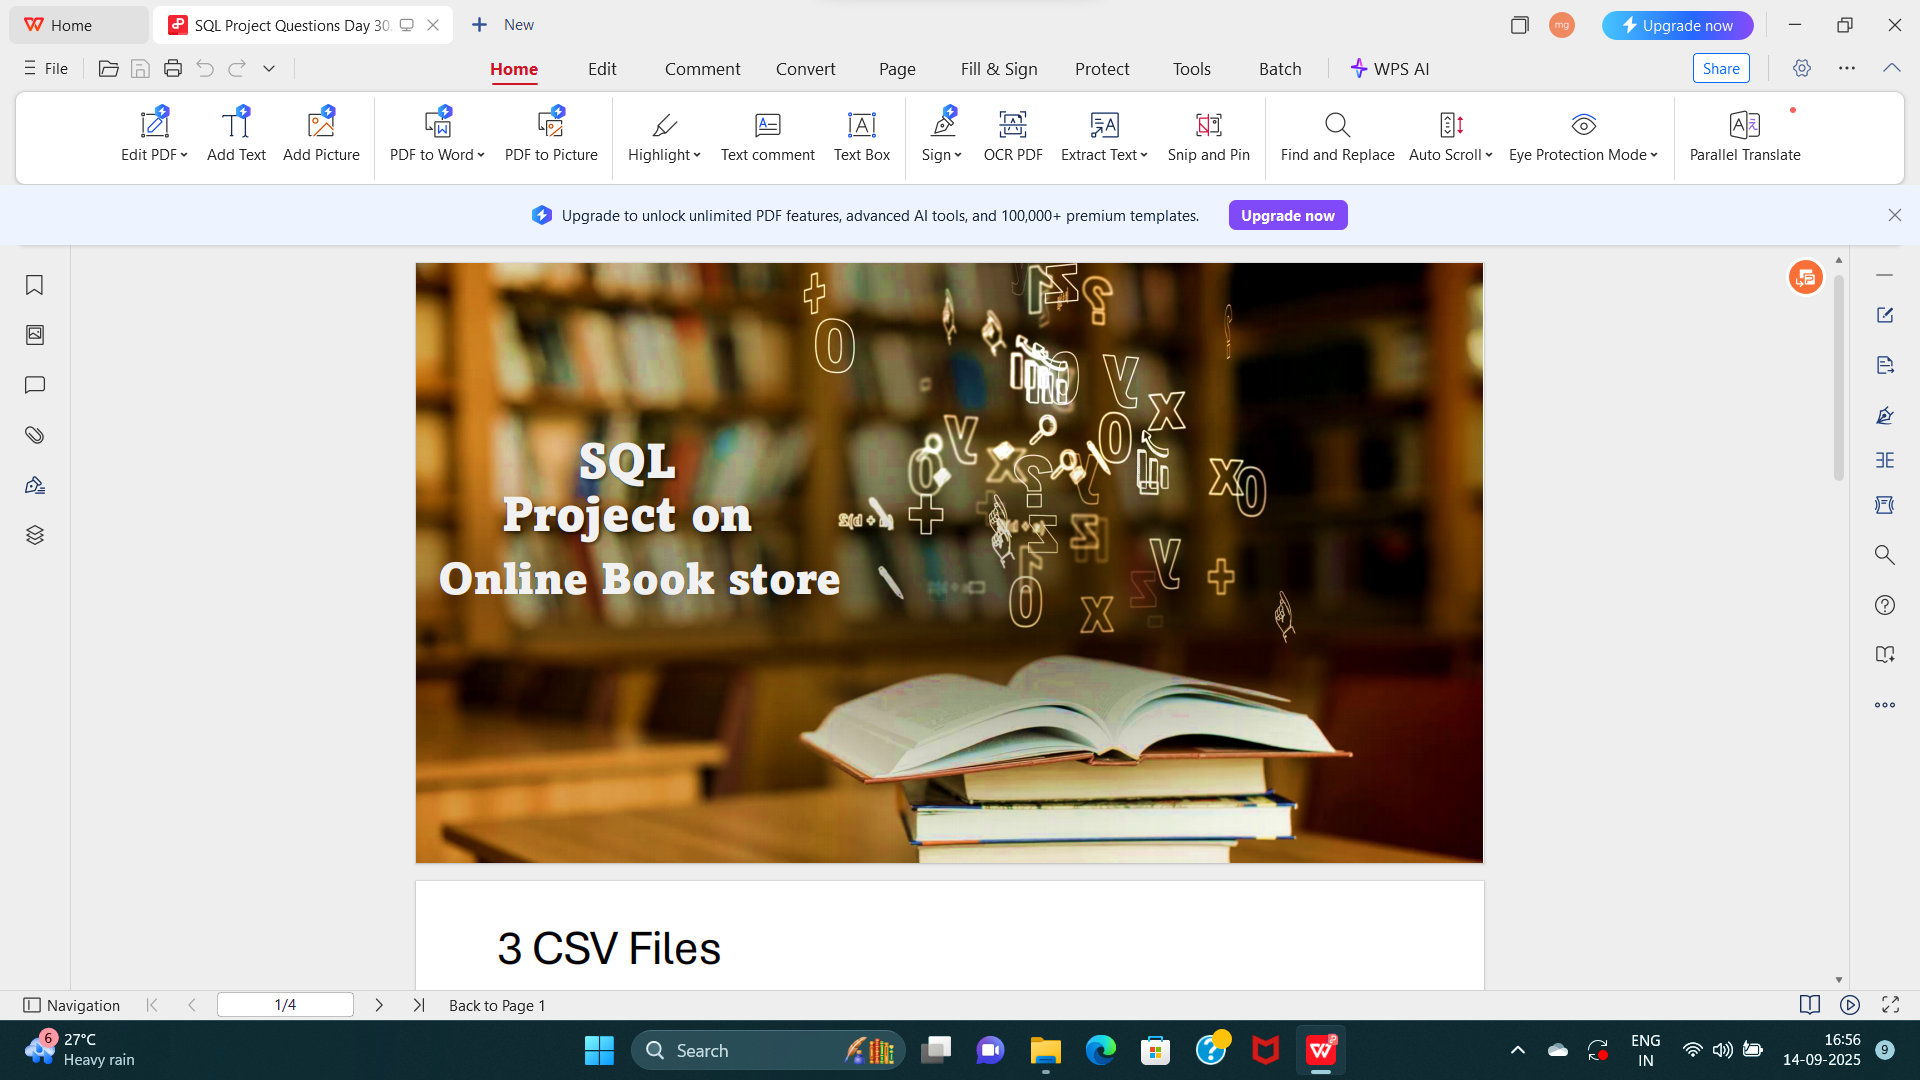 Home
SQL Project Questions Day 30.
New
mg
Upgrade now
File
Home
Edit
Comment
Convert
Page
Fill & Sign
Protect
Tools
Batch
WPS AI
Share
Edit PDF
Add Text
Add Picture
PDF to Word
PDF to Picture
Highlight
Text comment
Text Box
Sign
OCR PDF
Extract Text
Snip and Pin
Find and Replace
Auto Scroll
Eye Protection Mode
Parallel Translate
Upgrade to unlock unlimited PDF features, advanced AI tools, and 100,000+ premium templates.
Upgrade now
SQL
Project on
Online Book store
3 CSV Files
Navigation
1/4
Back to Page 1
6
27°C
Heavy rain
Search
ENG
IN
16:56
14-09-2025
9